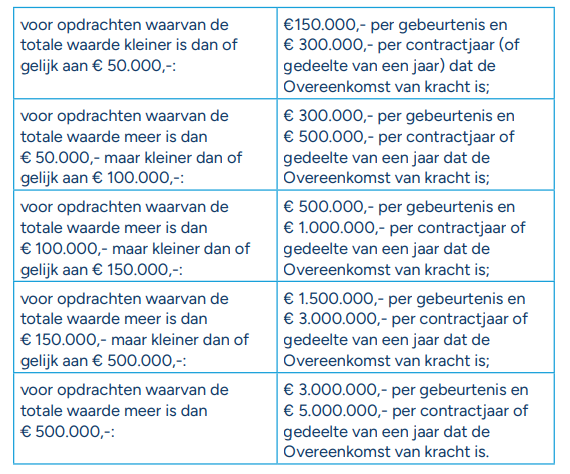 voor opdrachten waarvan de
totale waarde kleiner is dan of
gelijk aan € 50.000,-:
€150.000,- per gebeurtenis en
€ 300.000,- per contractjaar (of
gedeelte van een jaar) dat de
Overeenkomst van kracht is;
voor opdrachten waarvan de
totale waarde meer is dan
€ 50.000,- maar kleiner dan of
gelijk aan € 100.000,-:
€ 300.000,- per gebeurtenis en
€ 500.000,- per contractjaar of
gedeelte van een jaar dat de
Overeenkomst van kracht is;
voor opdrachten waarvan de
totale waarde meer is dan
€ 100.000,- maar kleiner dan of
gelijk aan € 150.000,-:
€ 500.000,- per gebeurtenis en
€ 1.000.000,- per contractjaar of
gedeelte van een jaar dat de
Overeenkomst van kracht is;
voor opdrachten waarvan de
totale waarde meer is dan
€ 150.000,- maar kleiner dan of
gelijk aan € 500.000,-:
€ 1.500.000,- per gebeurtenis en
€ 3.000.000,- per contractjaar of
gedeelte van een jaar dat de
Overeenkomst van kracht is;
voor opdrachten waarvan de
totale waarde meer is dan
€ 500.000,-:
€ 3.000.000,- per gebeurtenis en
€ 5.000.000,- per contractjaar of
gedeelte van een jaar dat de
Overeenkomst van kracht is.